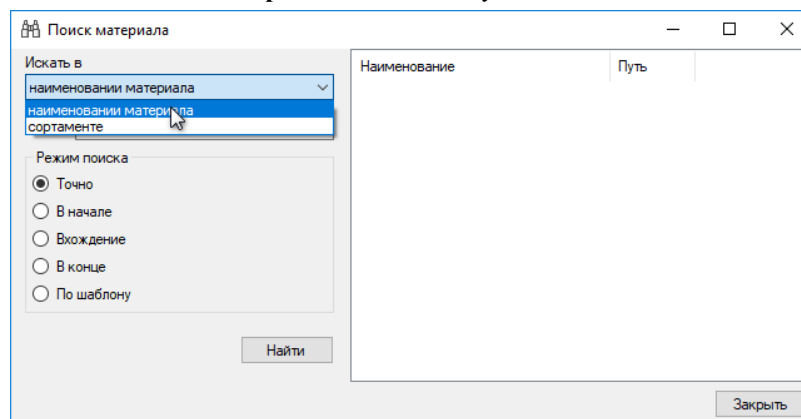 Поиск материала
Искать в
наименовании материала
наименовании материала
сортаменте
Режим поиска
Точно
В начале
Вхождение
В конце
По шаблону
Найти
Наименование Путь
Закрыть